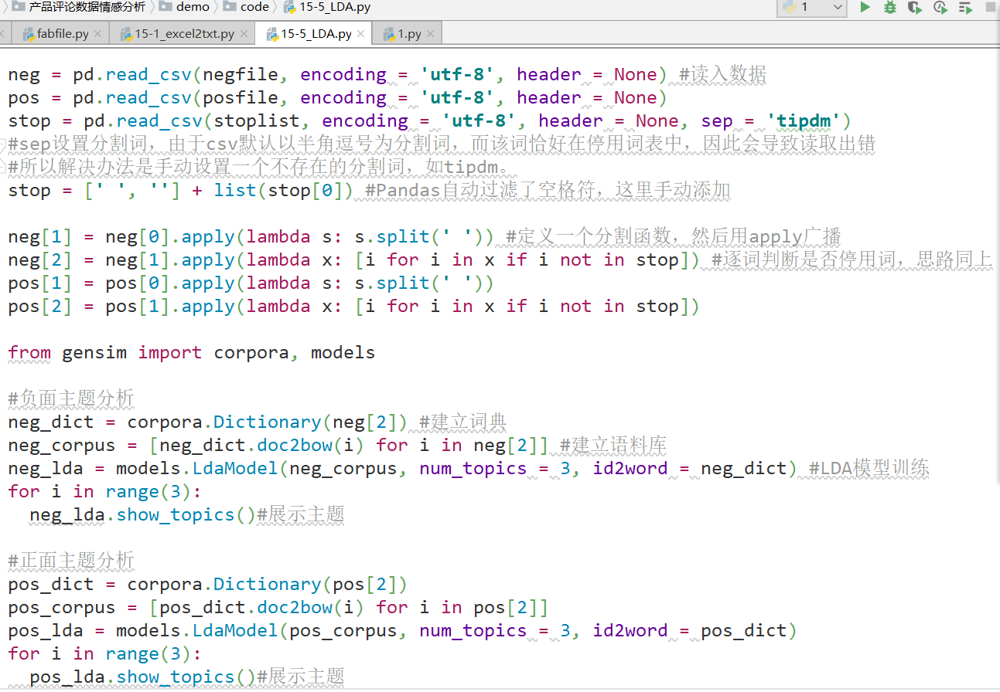 产品评论数据情感分析 demo code 15-5_LDA.py 1
fabfile.py 15-1_excel2txt.py 15-5_LDA.py 1.py
neg = pd.read_csv(negfile, encoding = 'utf-8', header = None) #读入数据
pos = pd.read_csv(posfile, encoding = 'utf-8', header = None)
stop = pd.read_csv(stoplist, encoding = 'utf-8', header = None, sep = 'tipdm')
#sep设置分割词，由于csv默认以半角逗号为分割词，而该词恰好在停用词表中，因此会导致读取出错
#所以解决办法是手动设置一个不存在的分割词，如tipdm。
stop = [' ', ''] + list(stop[0]) #Pandas自动过滤了空格符，这里手动添加
neg[1] = neg[0].apply(lambda s: s.split(' ')) #定义一个分割函数，然后用apply广播
neg[2] = neg[1].apply(lambda x: [i for i in x if i not in stop]) #逐词判断是否停用词，思路同上
pos[1] = pos[0].apply(lambda s: s.split(' '))
pos[2] = pos[1].apply(lambda x: [i for i in x if i not in stop])
from gensim import corpora, models
#负面主题分析
neg_dict = corpora.Dictionary(neg[2]) #建立词典
neg_corpus = [neg_dict.doc2bow(i) for i in neg[2]] #建立语料库
neg_lda = models.LdaModel(neg_corpus, num_topics = 3, id2word = neg_dict) #LDA模型训练
for i in range(3):
  neg_lda.show_topics()#展示主题
#正面主题分析
pos_dict = corpora.Dictionary(pos[2])
pos_corpus = [pos_dict.doc2bow(i) for i in pos[2]]
pos_lda = models.LdaModel(pos_corpus, num_topics = 3, id2word = pos_dict)
for i in range(3):
  pos_lda.show_topics()#展示主题